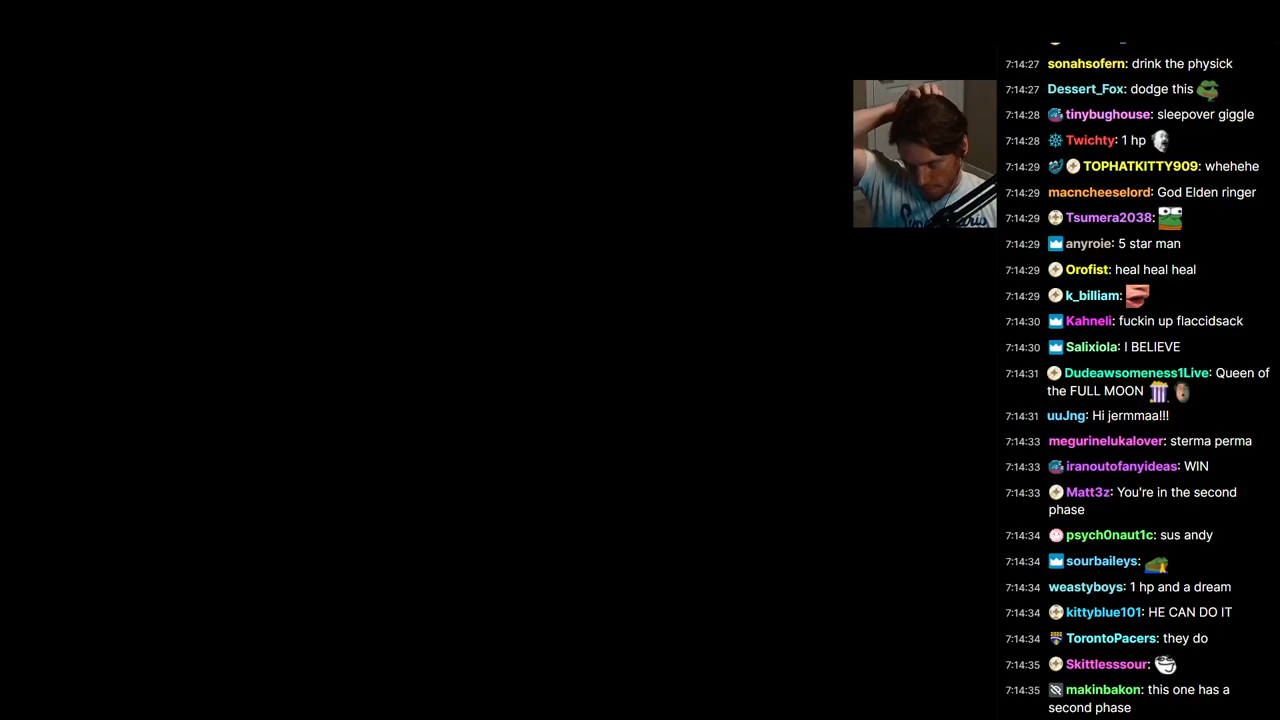 7:14:27 sonahsofern: drink the physick
7:14:27 Dessert_Fox: dodge this
7:14:28 tinybughouse: sleepover giggle
7:14:28 Twichty: 1 hp
7:14:29 TOPHATKITTY909: whehehe
7:14:29 macncheeselord: God Elden ringer
7:14:29 Tsumera2038:
7:14:29 anyroie: 5 star man
7:14:29 Orofist: heal heal heal
7:14:29 k_billiam:
7:14:30 Kahneli: fuckin up flaccidsack
7:14:30 Salixiola: I BELIEVE
7:14:31 Dudeawsomeness1Live: Queen of
the FULL MOON
7:14:31 uuJng: Hi jermmaa!!!
7:14:33 megurinelukalover: sterma perma
7:14:33 iranoutofanyideas: WIN
7:14:33 Matt3z: You're in the second
phase
7:14:34 psych0naut1c: sus andy
7:14:34 sourbaileys:
7:14:34 weastyboys: 1 hp and a dream
7:14:34 kittyblue101: HE CAN DO IT
7:14:34 TorontoPacers: they do
7:14:35 Skittlesssour:
7:14:35 makinbakon: this one has a
second phase